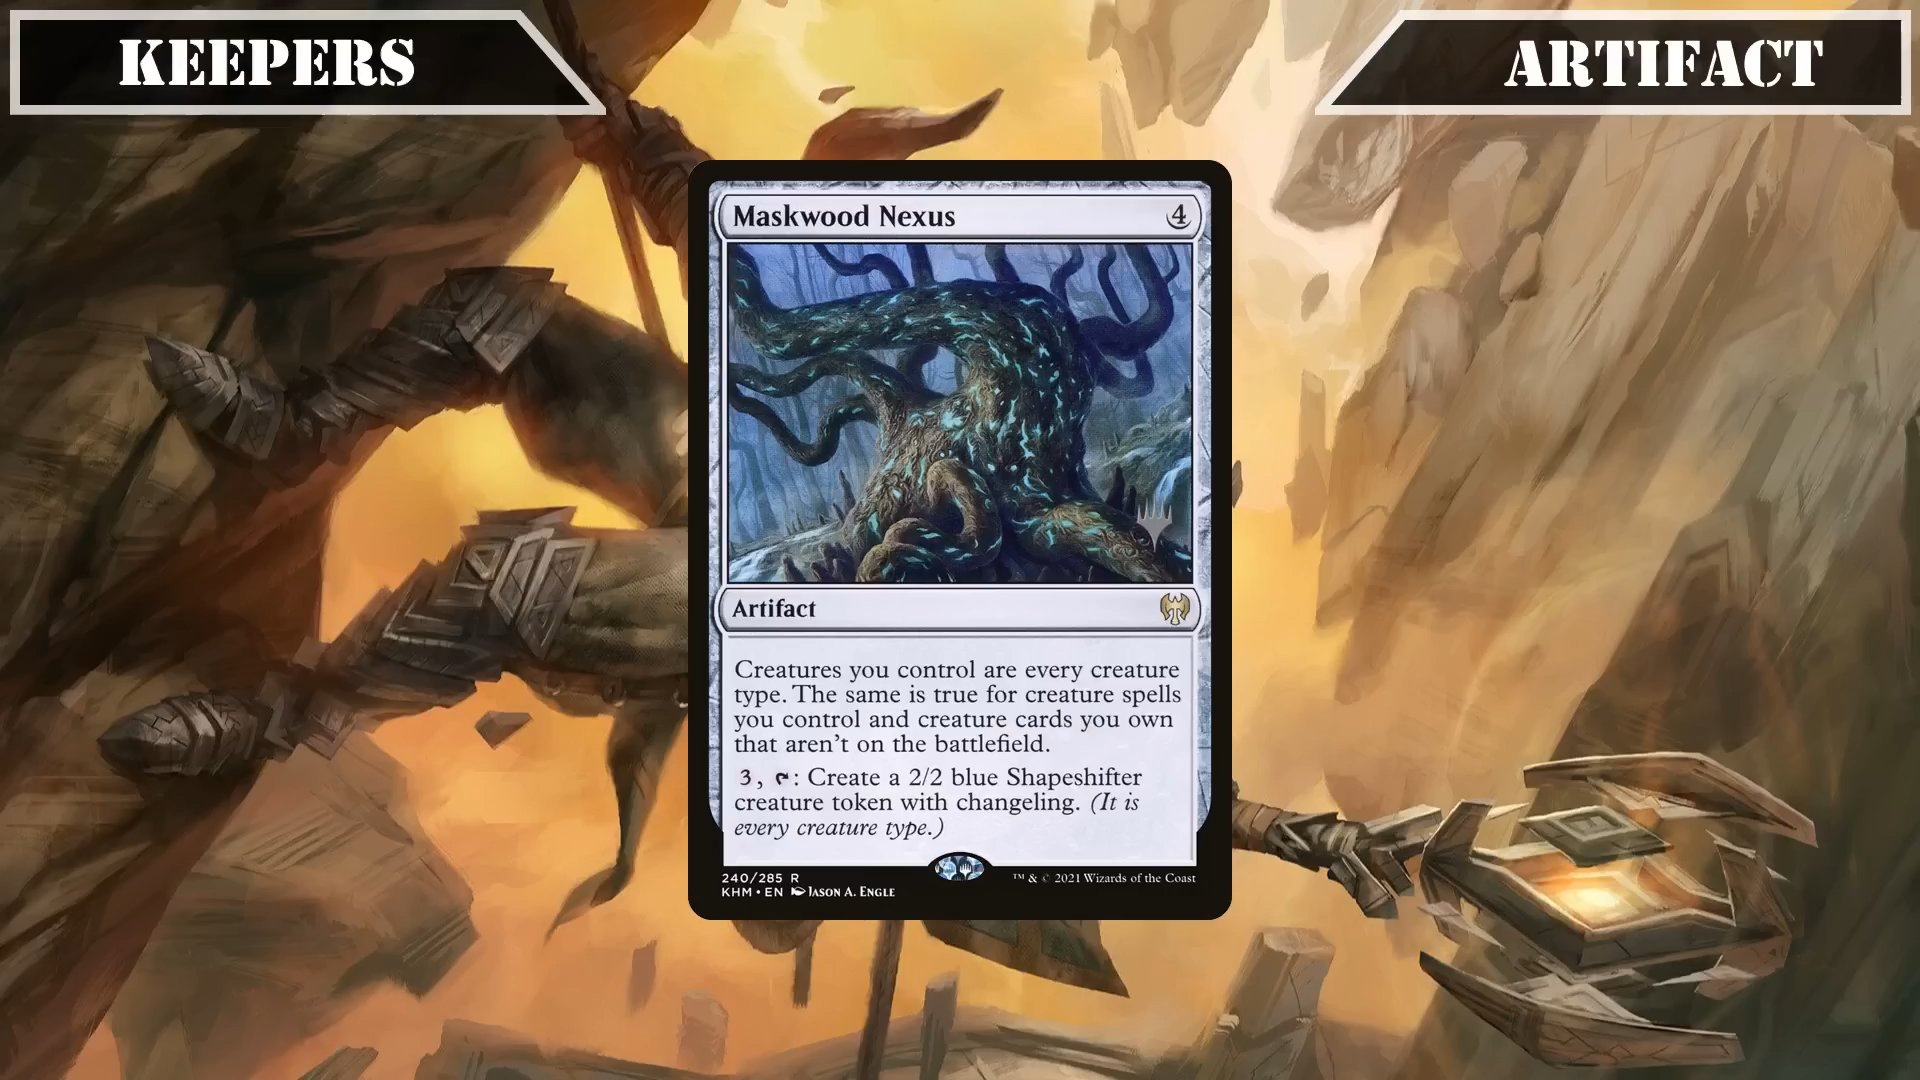 KEEPERS
ARTIFACT
Maskwood Nexus 4
Artifact
Creatures you control are every creature
type. The same is true for creature spells
you control and creature cards you own
that aren't on the battlefield.
3, : Create a 2/2 blue Shapeshifter
creature token with changeling. (It is
every creature type.)
240/285 R
KHM • EN Jason A. Engle
™ & © 2021 Wizards of the Coast